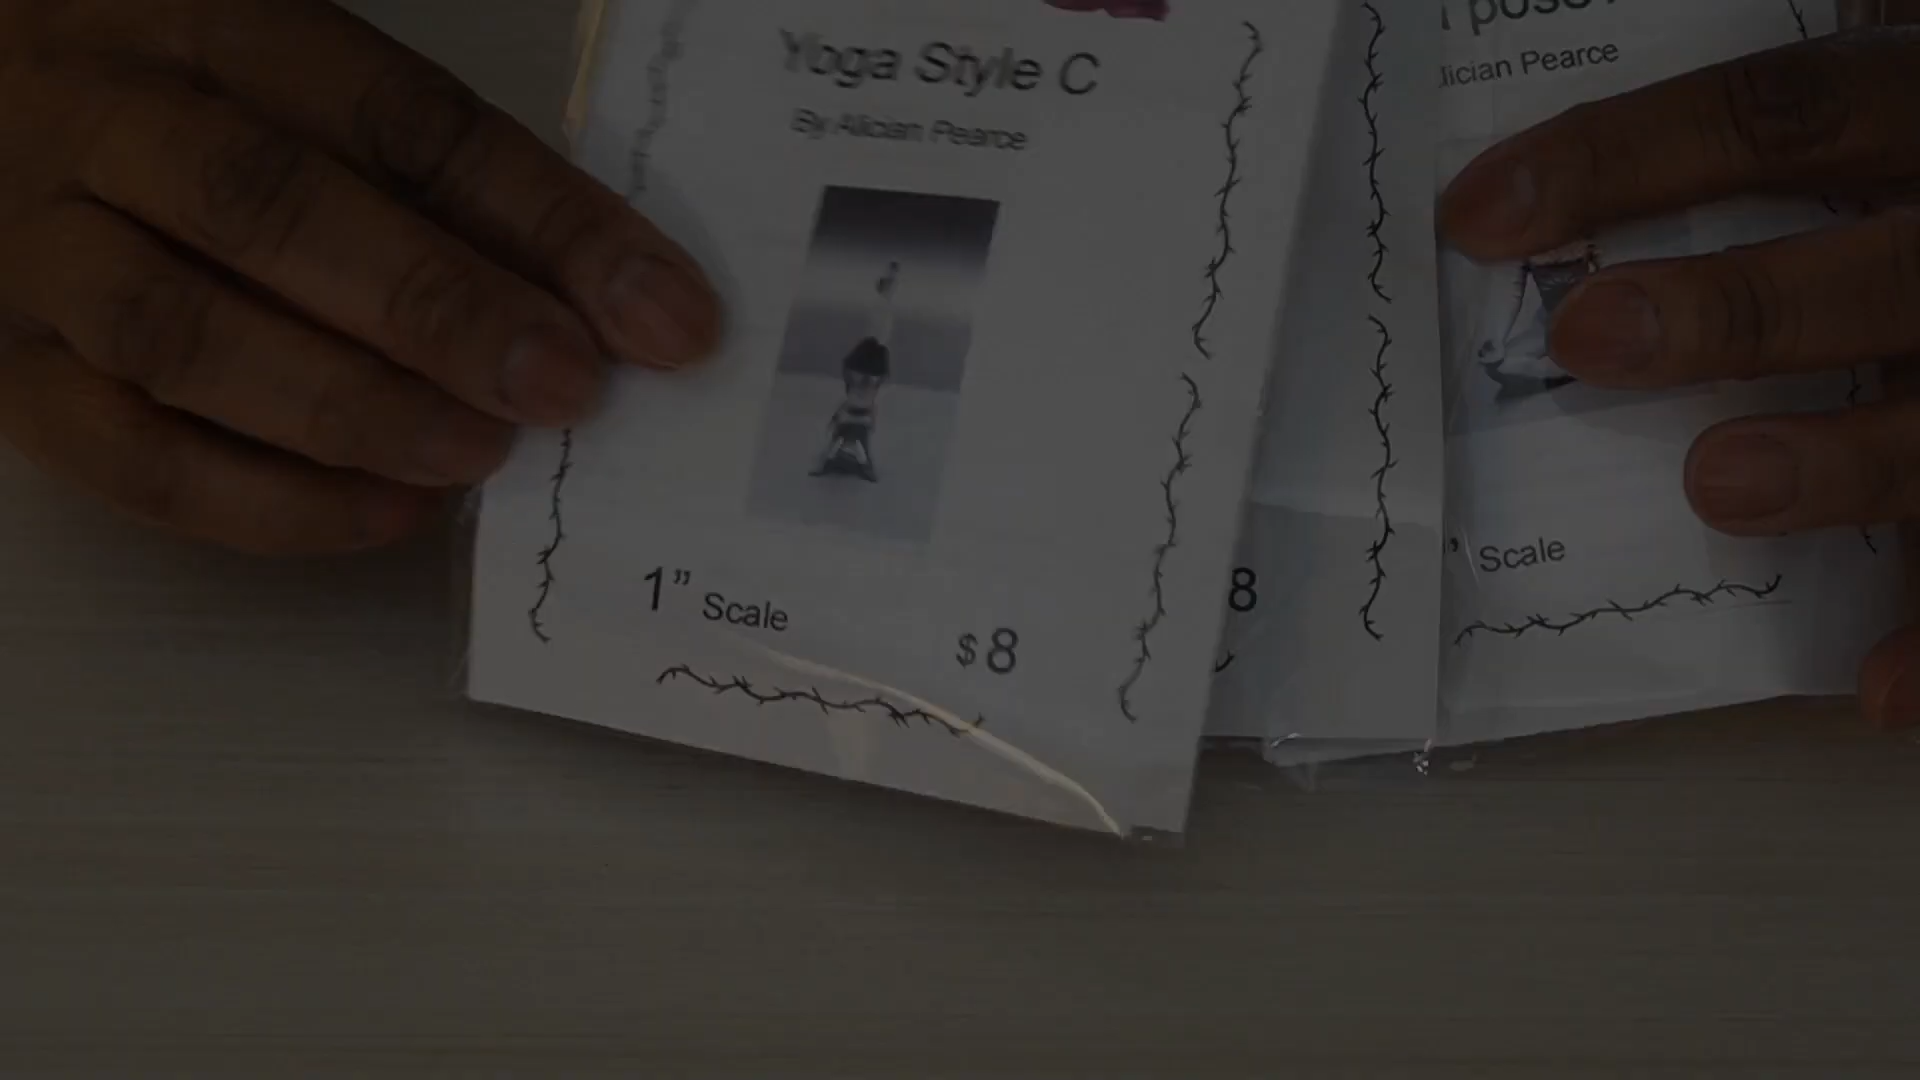 Yoga Style C
By Alician Pearce
1” Scale
$8
8
pose
lician Pearce
” Scale